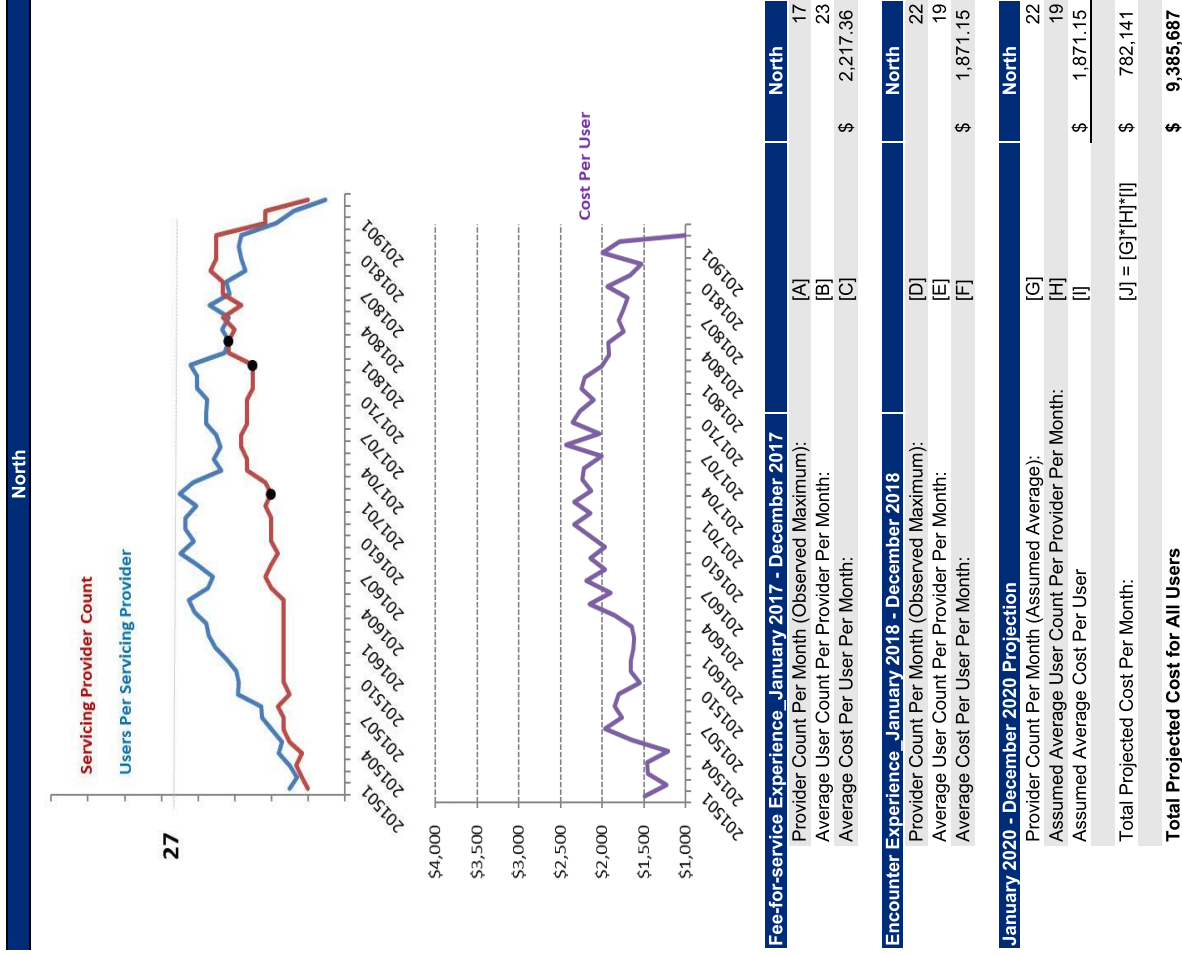 North
Servicing Provider Count
Users Per Servicing Provider
27
201501
201504
201507
201510
201601
201604
201607
201610
201701
201704
201707
201710
201801
201804
201807
201810
201901
Cost Per User
$4,000
$3,500
$3,000
$2,500
$2,000
$1,500
$1,000
201501
201504
201507
201510
201601
201604
201607
201610
201701
201704
201707
201710
201801
201804
201807
201810
201901
Fee-for-service Experience_January 2017 - December 2017 North
Provider Count Per Month (Observed Maximum): [A] 17
Average User Count Per Provider Per Month: [B] 23
Average Cost Per User Per Month: [C] $ 2,217.36
Encounter Experience_January 2018 - December 2018 North
Provider Count Per Month (Observed Maximum): [D] 22
Average User Count Per Provider Per Month: [E] 19
Average Cost Per User Per Month: [F] $ 1,871.15
January 2020 - December 2020 Projection North
Provider Count Per Month (Assumed Average): [G] 22
Assumed Average User Count Per Provider Per Month: [H] 19
Assumed Average Cost Per User [I] $ 1,871.15
Total Projected Cost Per Month: [J] = [G]*[H]*[I] $ 782,141
Total Projected Cost for All Users $ 9,385,687